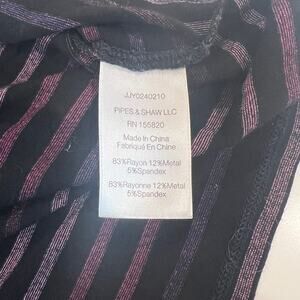 JJY0240210
PIPES & SHAW LLC
RN 155820
Made In China
Fabriqué En Chine
83%Rayon 12%Metal
5%Spandex
83%Rayonne 12%Metal
5%Spandex